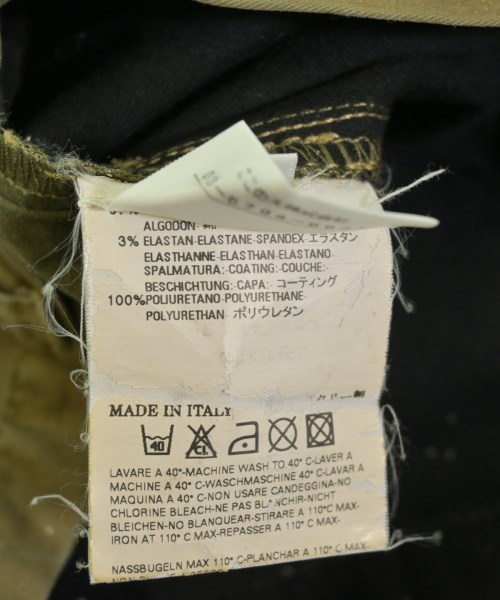 ALGODON-綿
3% ELASTAN-ELASTANE-SPANDEX-エラスタン
ELASTHANNE-ELASTHAN-ELASTANO
SPALMATURA:-COATING:-COUCHE:-
BESCHICHTUNG:-CAPA:-コーティング
100%POLIURETANO-POLYURETHANE
POLYURETHAN-ポリウレタン
MADE IN ITALY
40 CL
LAVARE A 40°-MACHINE WASH TO 40° C-LAVER A
MACHINE A 40° C-WASCHMASCHINE 40° C-LAVAR A
MAQUINA A 40° C-NON USARE CANDEGGINA-NO
CHLORINE BLEACH-NE PAS BLANCHIR-NICHT
BLEICHEN-NO BLANQUEAR-STIRARE A 110°C MAX-
IRON AT 110° C MAX-REPASSER A 110° C MAX-
NASSBUGELN MAX 110° C-PLANCHAR A 110° C MAX-